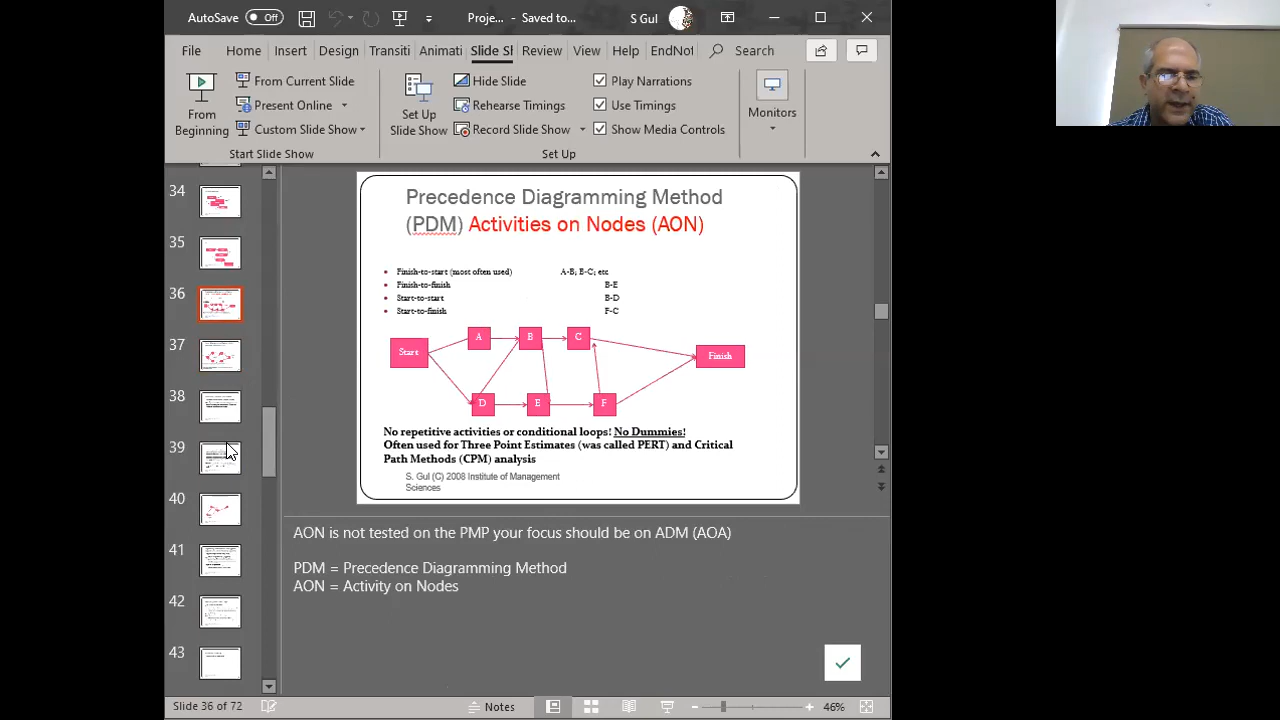 AutoSave Off Proje... - Saved to... S Gul
File Home Insert Design Transiti Animati Slide Sl Review View Help EndNot Search
From Beginning
From Current Slide
Present Online
Custom Slide Show
Start Slide Show
Set Up Slide Show
Hide Slide
Rehearse Timings
Record Slide Show
Play Narrations
Use Timings
Show Media Controls
Set Up
Monitors
34
35
36
37
38
39
40
41
42
43
Precedence Diagramming Method
(PDM) Activities on Nodes (AON)
• Finish-to-start (most often used) A-B; B-C; etc
• Finish-to-finish B-E
• Start-to-start B-D
• Start-to-finish F-C
A B C
Start Finish
D E F
No repetitive activities or conditional loops! No Dummies!
Often used for Three Point Estimates (was called PERT) and Critical
Path Methods (CPM) analysis
S. Gul (C) 2008 Institute of Management
Sciences
AON is not tested on the PMP your focus should be on ADM (AOA)
PDM = Precedence Diagramming Method
AON = Activity on Nodes
Slide 36 of 72 Notes 46%